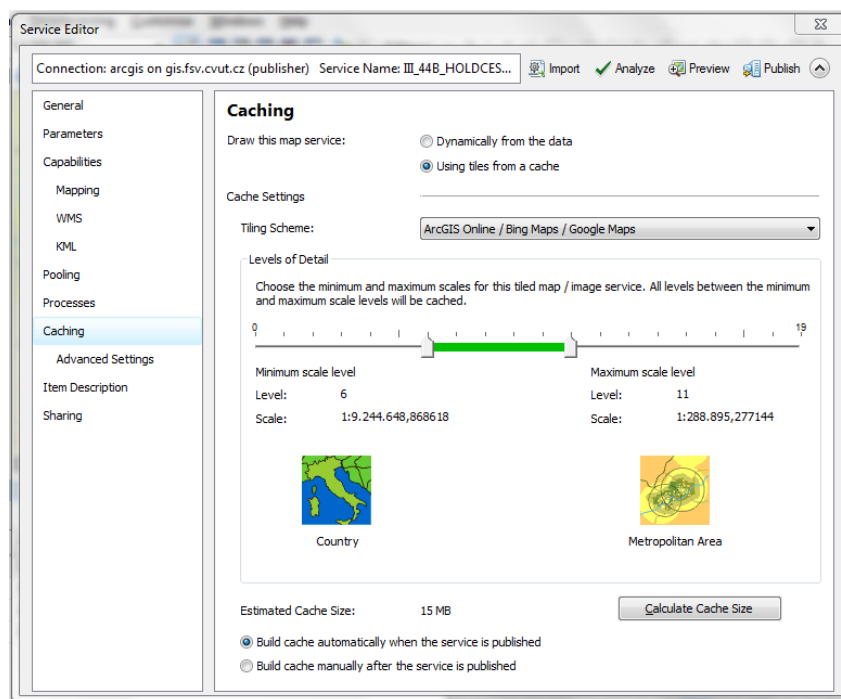 Service Editor
Connection: arcgis on gis.fsv.cvut.cz (publisher) Service Name: III_44B_HOLDCES... Import Analyze Preview Publish
General
Parameters
Capabilities
Mapping
WMS
KML
Pooling
Processes
Caching
Advanced Settings
Item Description
Sharing
Caching
Draw this map service:
Dynamically from the data
Using tiles from a cache
Cache Settings
Tiling Scheme: ArcGIS Online / Bing Maps / Google Maps
Levels of Detail
Choose the minimum and maximum scales for this tiled map / image service. All levels between the minimum
and maximum scale levels will be cached.
0 19
Minimum scale level
Level: 6
Scale: 1:9.244.648,868618
Country
Maximum scale level
Level: 11
Scale: 1:288.895,277144
Metropolitan Area
Estimated Cache Size: 15 MB Calculate Cache Size
Build cache automatically when the service is published
Build cache manually after the service is published